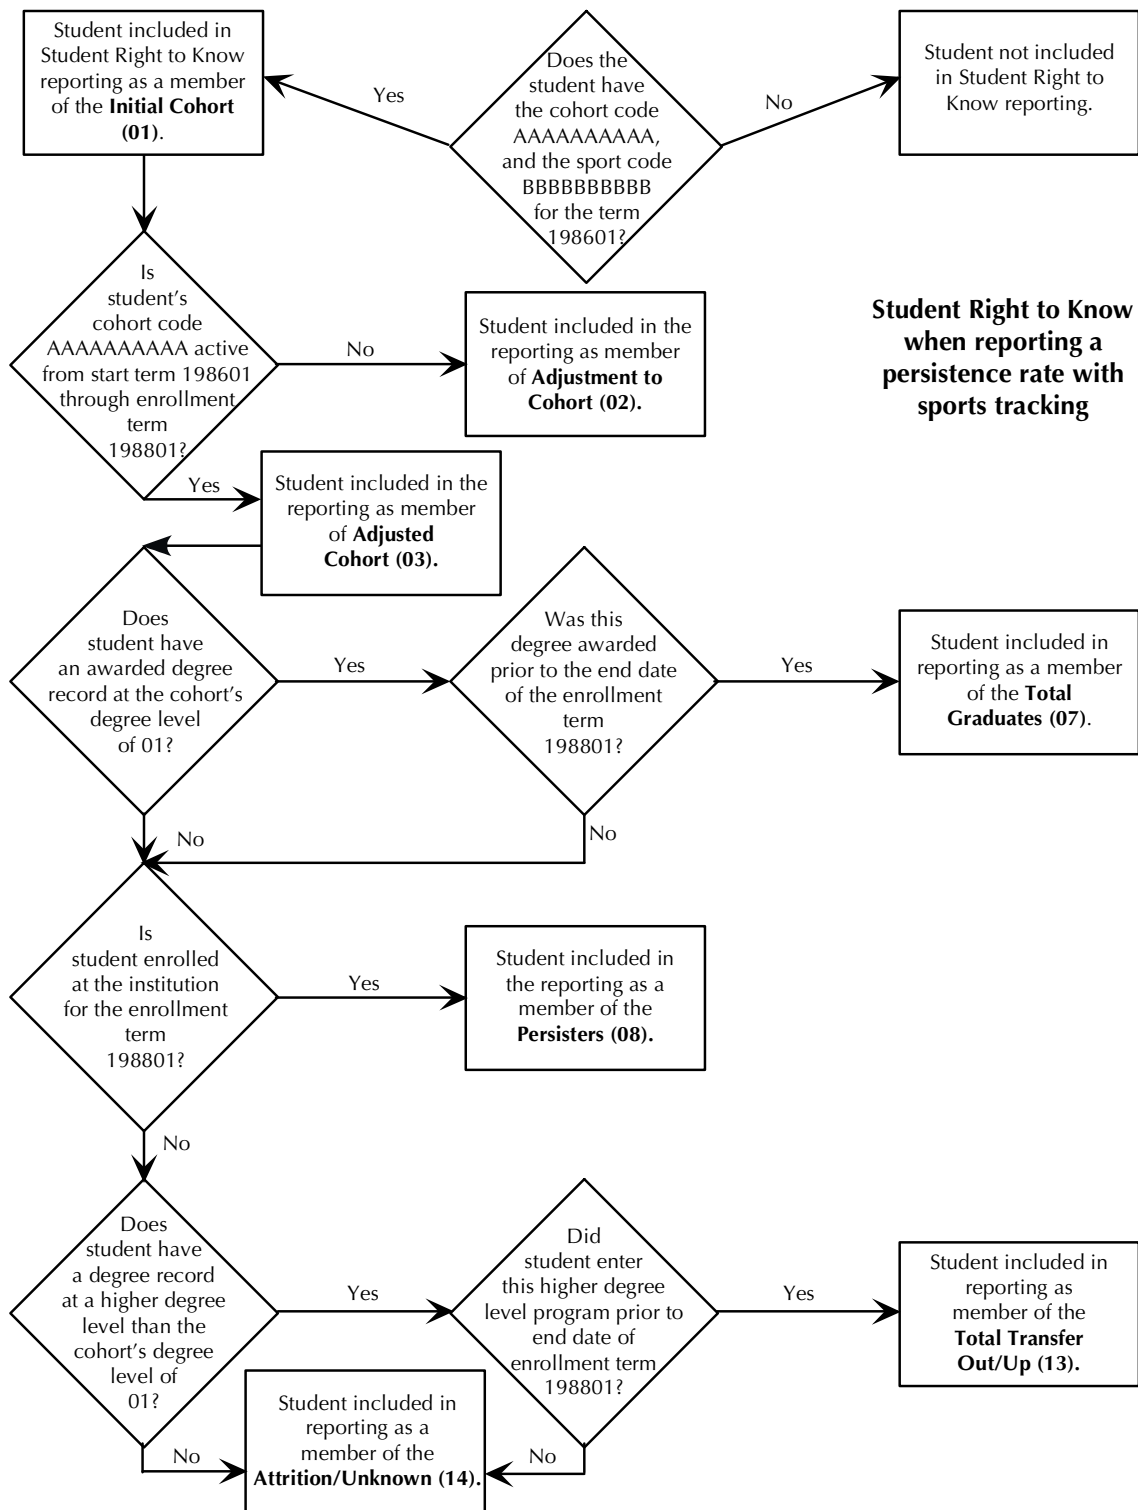 Student included in
Student Right to Know
reporting as a member
of the Initial Cohort
(01).
Yes
Does the
student have
the cohort code
AAAAAAAAAA,
and the sport code
BBBBBBBBBB
for the term
198601?
No
Student not included
in Student Right to
Know reporting.
Is
student's
cohort code
AAAAAAAAAA active
from start term 198601
through enrollment
term
198801?
No
Student included in the
reporting as member
of Adjustment to
Cohort (02).
Student Right to Know
when reporting a
persistence rate with
sports tracking
Yes
Student included in the
reporting as member
of Adjusted
Cohort (03).
Does
student have
an awarded degree
record at the cohort's
degree level
of 01?
Yes
Was this
degree awarded
prior to the end date
of the enrollment
term
198801?
Yes
Student included in
reporting as a member
of the Total
Graduates (07).
No
No
Is
student enrolled
at the institution
for the enrollment
term
198801?
Yes
Student included in
the reporting as a
member of the
Persisters (08).
No
Does
student have
a degree record
at a higher degree
level than the
cohort's degree
level of
01?
Yes
Did
student enter
this higher degree
level program prior to
end date of
enrollment term
198801?
Yes
Student included in
reporting as
member of the
Total Transfer
Out/Up (13).
No
Student included in
reporting as a
member of the
Attrition/Unknown (14).
No